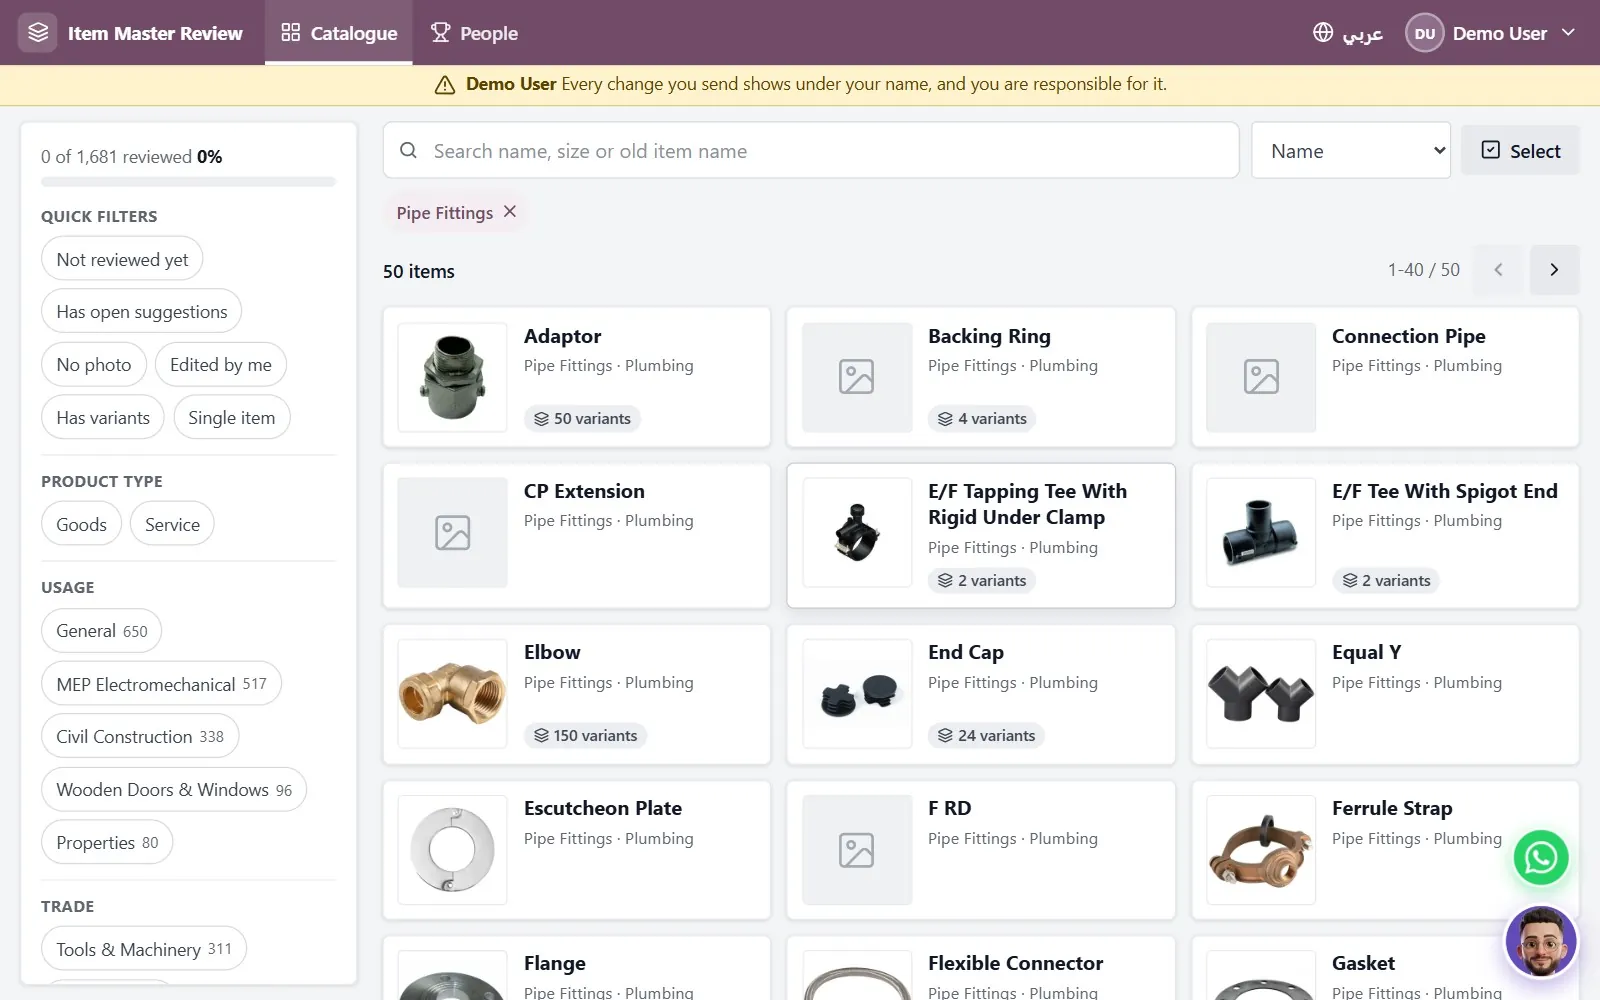 Item Master Review
Catalogue
People
عربي
DU
Demo User
Demo User Every change you send shows under your name, and you are responsible for it.
0 of 1,681 reviewed 0%
QUICK FILTERS
Not reviewed yet
Has open suggestions
No photo
Edited by me
Has variants
Single item
PRODUCT TYPE
Goods
Service
USAGE
General 650
MEP Electromechanical 517
Civil Construction 338
Wooden Doors & Windows 96
Properties 80
TRADE
Tools & Machinery 311
Search name, size or old item name
Name
Select
Pipe Fittings
50 items
1-40 / 50
Adaptor
Pipe Fittings · Plumbing
50 variants
Backing Ring
Pipe Fittings · Plumbing
4 variants
Connection Pipe
Pipe Fittings · Plumbing
CP Extension
Pipe Fittings · Plumbing
E/F Tapping Tee With
Rigid Under Clamp
Pipe Fittings · Plumbing
2 variants
E/F Tee With Spigot End
Pipe Fittings · Plumbing
2 variants
Elbow
Pipe Fittings · Plumbing
150 variants
End Cap
Pipe Fittings · Plumbing
24 variants
Equal Y
Pipe Fittings · Plumbing
Escutcheon Plate
Pipe Fittings · Plumbing
F RD
Pipe Fittings · Plumbing
Ferrule Strap
Pipe Fittings · Plumbing
Flange
Pipe Fittings · Plumbing
Flexible Connector
Pipe Fittings · Plumbing
Gasket
Pipe Fittings · Plumbing